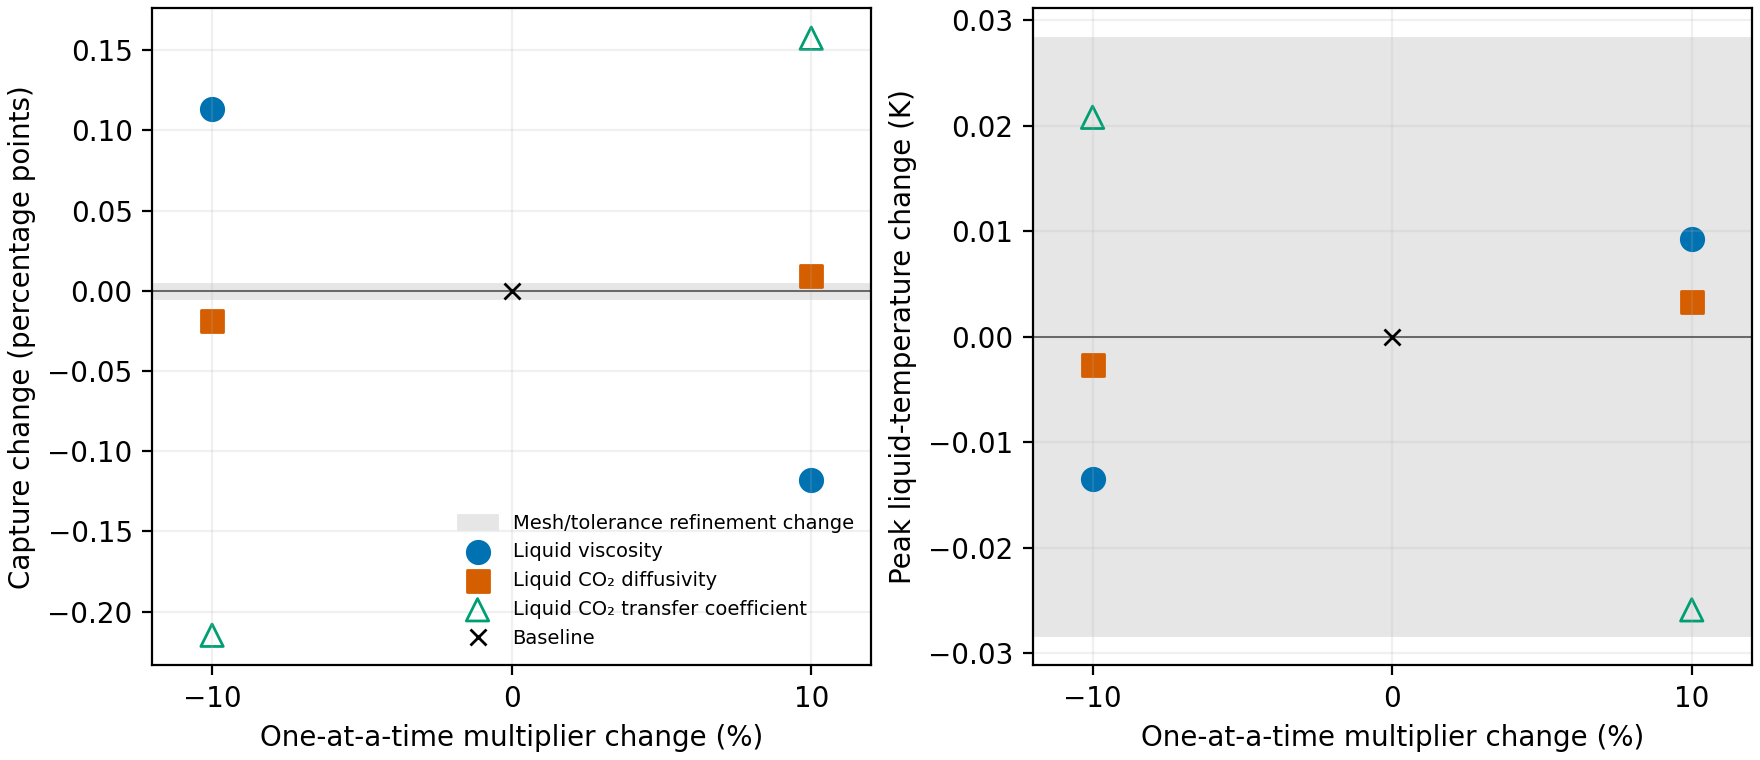 Capture change (percentage points)
0.15
0.10
0.05
0.00
−0.05
−0.10
−0.15
−0.20
Mesh/tolerance refinement change
Liquid viscosity
Liquid CO₂ diffusivity
Liquid CO₂ transfer coefficient
Baseline
−10
0
10
One-at-a-time multiplier change (%)
Peak liquid-temperature change (K)
0.03
0.02
0.01
0.00
−0.01
−0.02
−0.03
−10
0
10
One-at-a-time multiplier change (%)